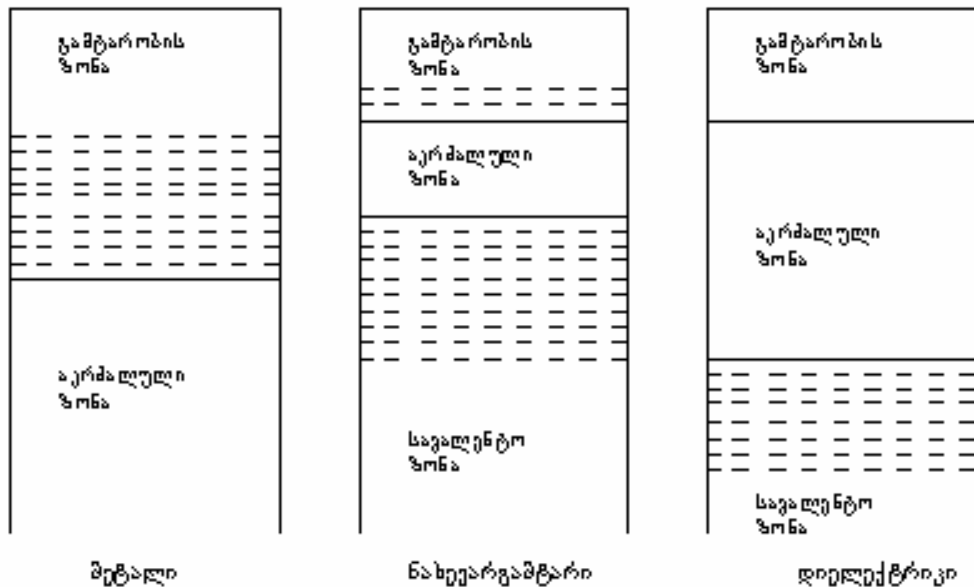 გამტარობის
ზონა
აკრძალული
ზონა
მეტალი
გამტარობის
ზონა
აკრძალული
ზონა
სავალენტო
ზონა
ნახევარგამტარი
გამტარობის
ზონა
აკრძალული
ზონა
სავალენტო
ზონა
დიელექტრიკი